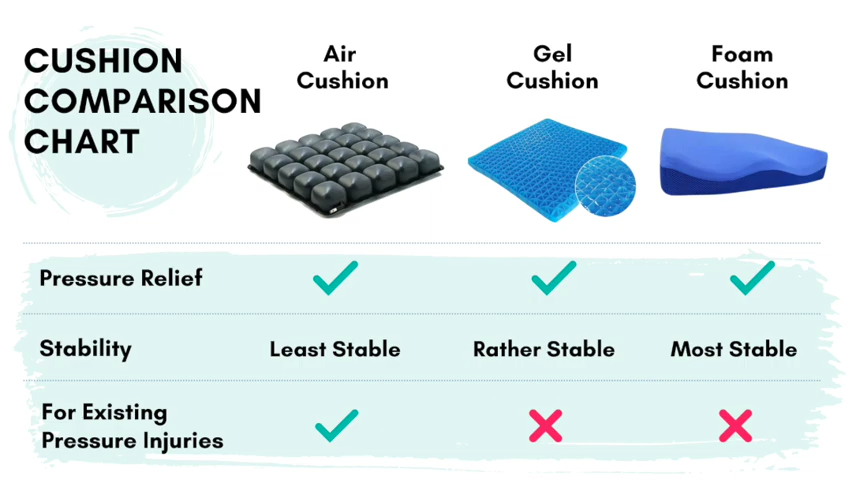 CUSHION
COMPARISON
CHART
Air
Cushion
Gel
Cushion
Foam
Cushion
Pressure Relief
Stability
Least Stable
Rather Stable
Most Stable
For Existing
Pressure Injuries